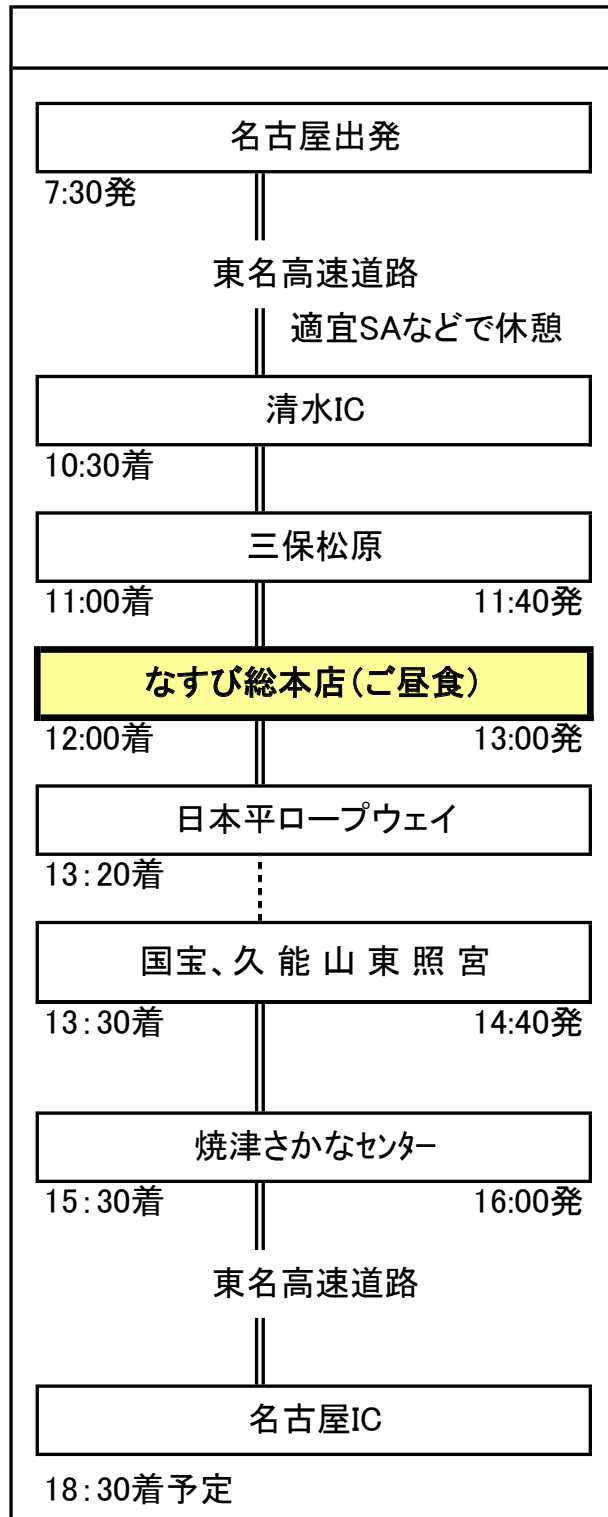 名古屋出発
7:30発
東名高速道路
適宜SAなどで休憩
清水IC
10:30着
三保松原
11:00着 11:40発
なすび総本店(ご昼食)
12:00着 13:00発
日本平ロープウェイ
13:20着
国宝、久 能 山 東 照 宮
13:30着 14:40発
焼津さかなセンター
15:30着 16:00発
東名高速道路
名古屋IC
18:30着予定